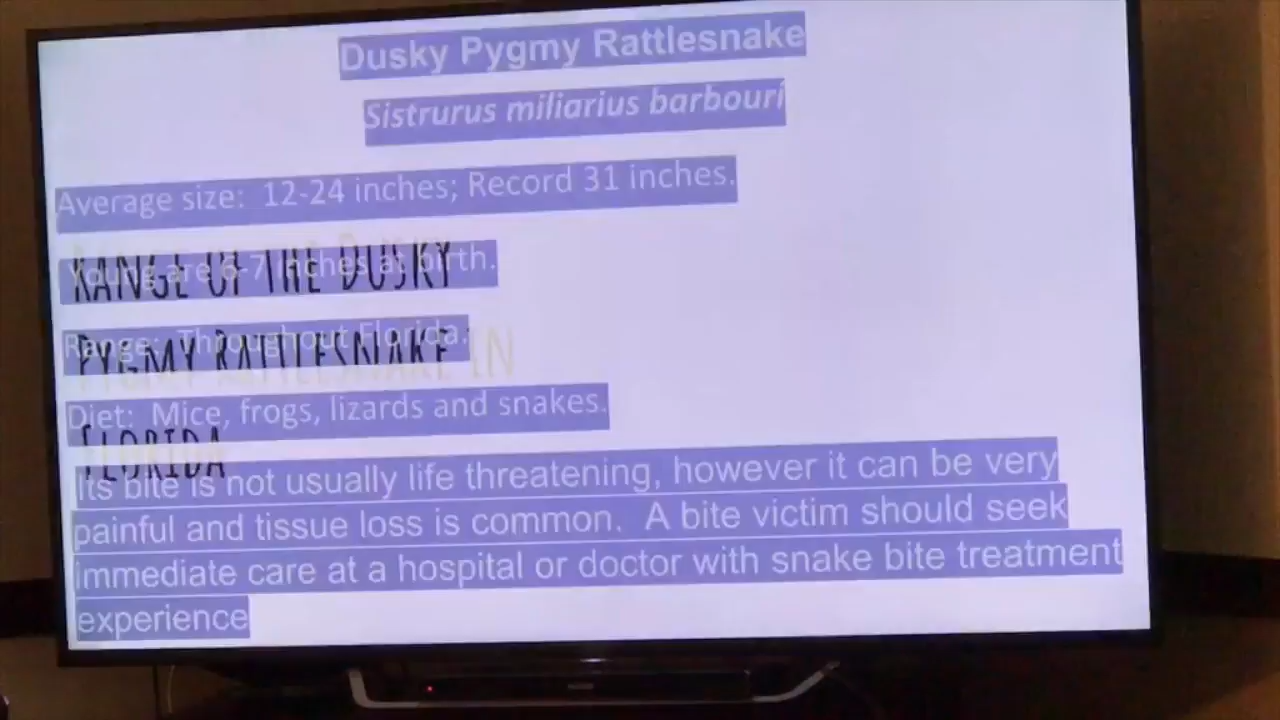 Dusky Pygmy Rattlesnake
Sistrurus miliarius barbouri
Average size:  12-24 inches; Record 31 inches.
Young are 6-7 inches at birth.
RANGE OF THE DUSKY
Range:  Throughout Florida.
PYGMY RATTLESNAKE IN
Diet:  Mice, frogs, lizards and snakes.
FLORIDA
Its bite is not usually life threatening, however it can be very
painful and tissue loss is common.  A bite victim should seek
immediate care at a hospital or doctor with snake bite treatment
experience